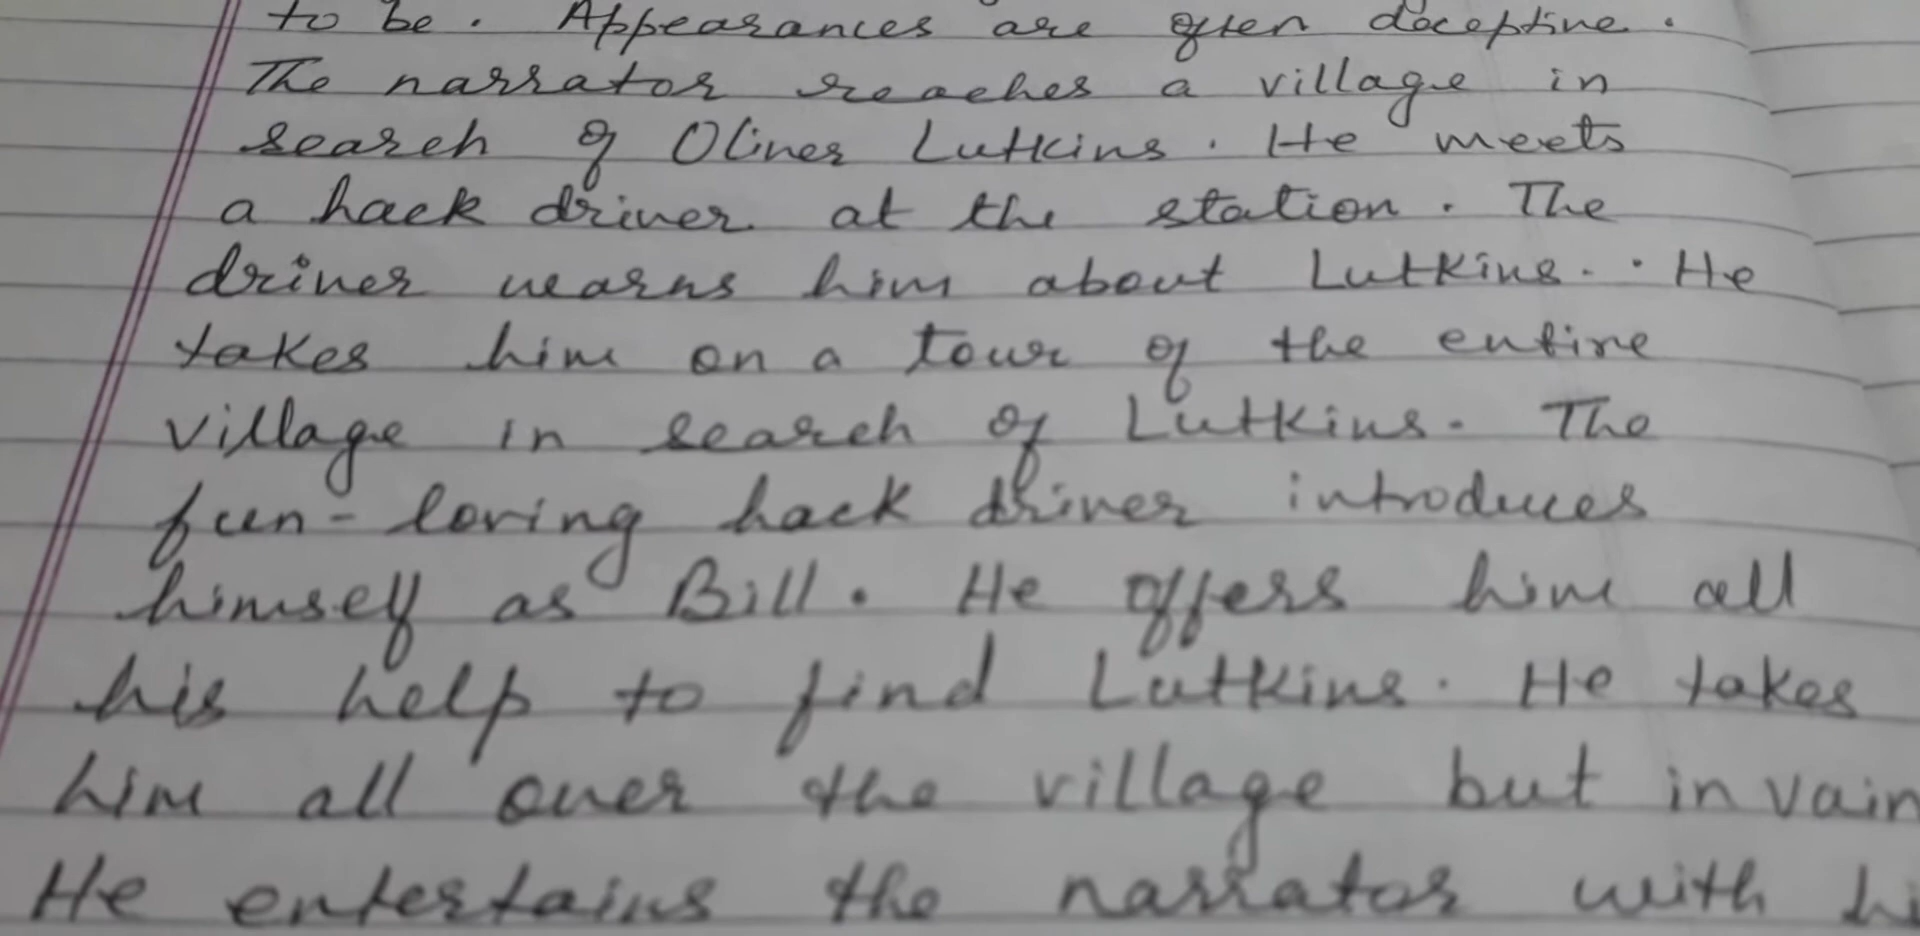 to be. Appearances are often deceptive.
The narrator reaches a village in
search of Oliver Lutkins. He meets
a hack driver at the station. The
driver warns him about Lutkins. He
takes him on a tour of the entire
village in search of Lutkins. The
fun-loving hack driver introduces
himself as Bill. He offers him all
his help to find Lutkins. He takes
him all over the village but in vain
He entertains the narrator with